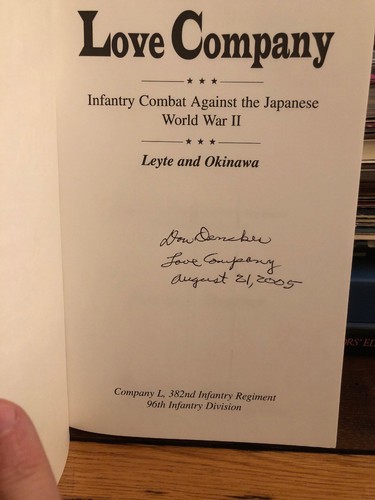 Love Company
Infantry Combat Against the Japanese
World War II
Leyte and Okinawa
Don Dencker
Love Company
August 21, 2005
Company L, 382nd Infantry Regiment
96th Infantry Division